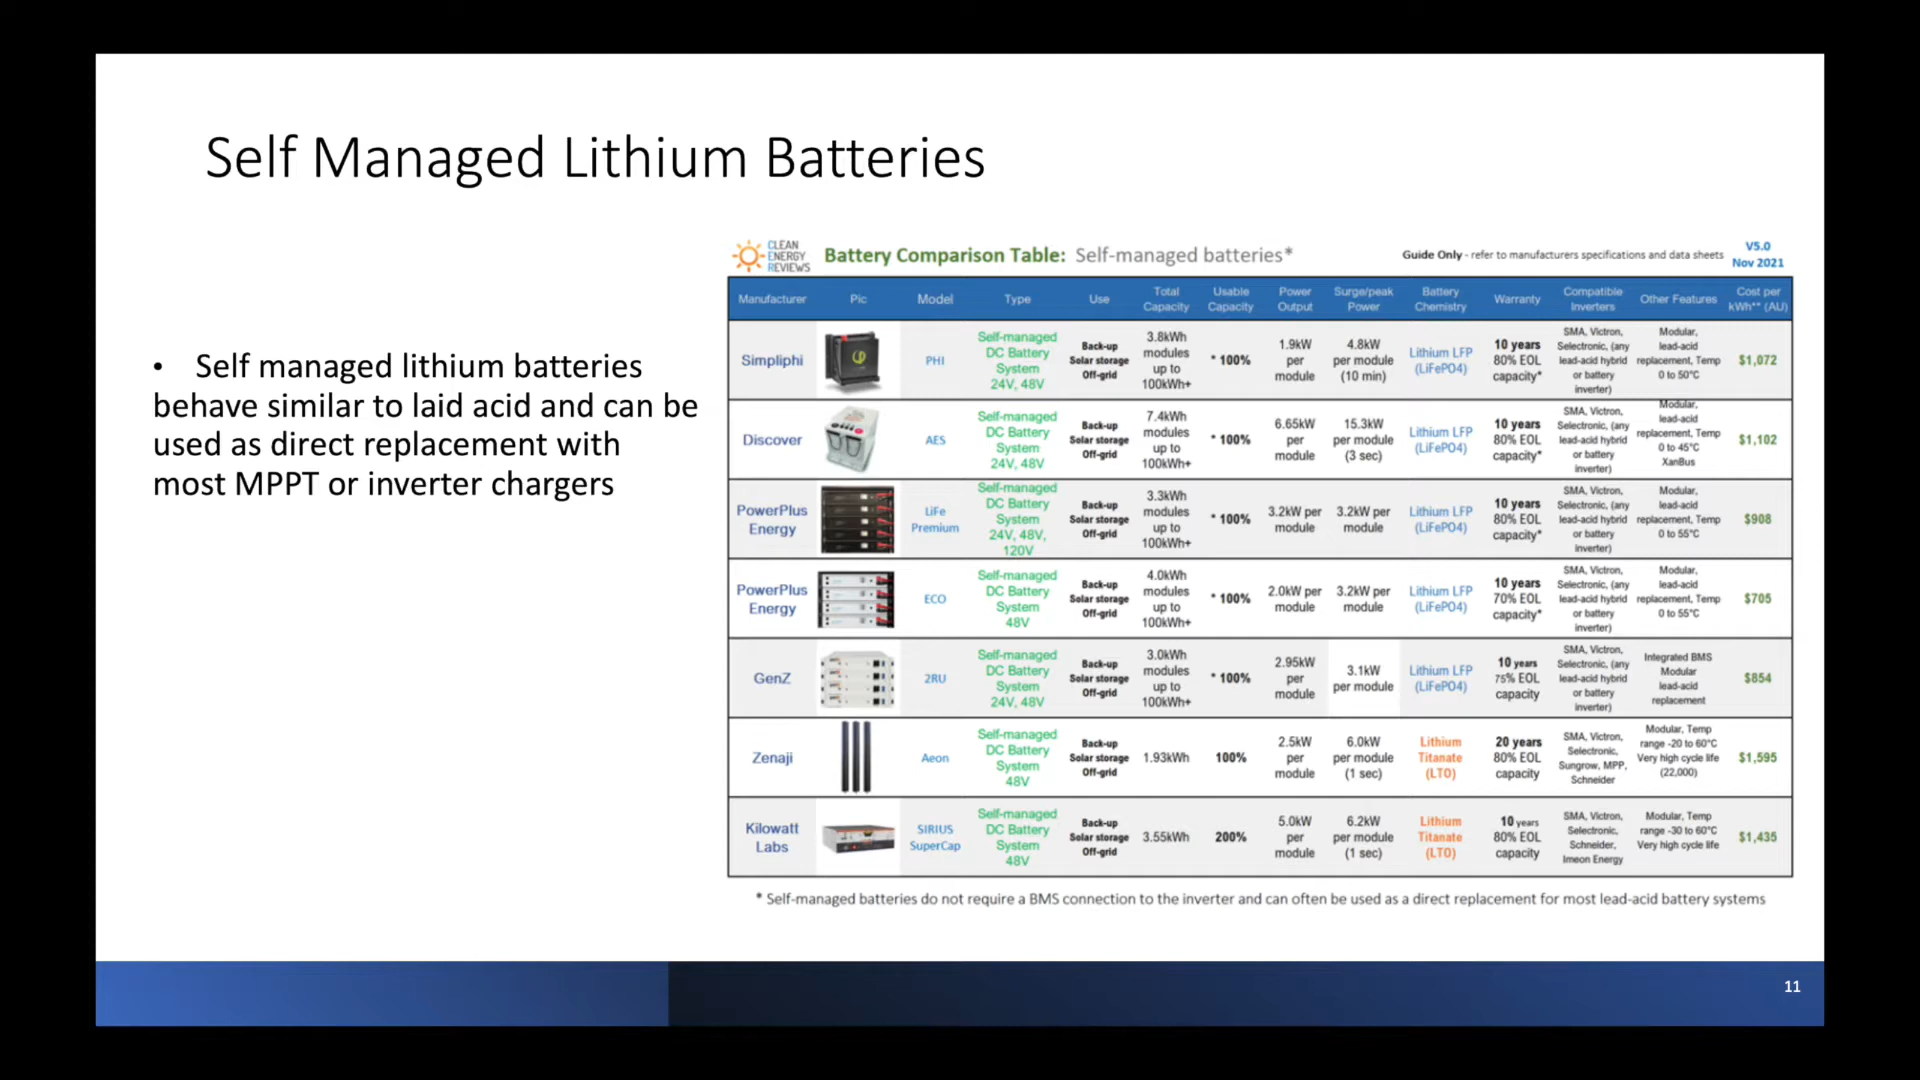 Self Managed Lithium Batteries
• Self managed lithium batteries
behave similar to laid acid and can be
used as direct replacement with
most MPPT or inverter chargers
CLEAN
ENERGY
REVIEWS
Battery Comparison Table: Self-managed batteries*
Guide Only - refer to manufacturers specifications and data sheets
V5.0
Nov 2021
Manufacturer Pic Model Type Use Total Capacity Usable Capacity Power Output Surge/peak Power Battery Chemistry Warranty Compatible Inverters Other Features Cost per kWh** (AU)
Simpliphi PHI Self-managed DC Battery System 24V, 48V Back-up Solar storage Off-grid 3.8kWh modules up to 100kWh+ * 100% 1.9kW per module 4.8kW per module (10 min) Lithium LFP (LiFePO4) 10 years 80% EOL capacity* SMA, Victron, Selectronic, (any lead-acid hybrid or battery inverter) Modular, lead-acid replacement, Temp 0 to 50°C $1,072
Discover AES Self-managed DC Battery System 24V, 48V Back-up Solar storage Off-grid 7.4kWh modules up to 100kWh+ * 100% 6.65kW per module 15.3kW per module (3 sec) Lithium LFP (LiFePO4) 10 years 80% EOL capacity* SMA, Victron, Selectronic, (any lead-acid hybrid or battery inverter) Modular, lead-acid replacement, Temp 0 to 45°C XanBus $1,102
PowerPlus Energy LiFe Premium Self-managed DC Battery System 24V, 48V, 120V Back-up Solar storage Off-grid 3.3kWh modules up to 100kWh+ * 100% 3.2kW per module 3.2kW per module Lithium LFP (LiFePO4) 10 years 80% EOL capacity* SMA, Victron, Selectronic, (any lead-acid hybrid or battery inverter) Modular, lead-acid replacement, Temp 0 to 55°C $908
PowerPlus Energy ECO Self-managed DC Battery System 48V Back-up Solar storage Off-grid 4.0kWh modules up to 100kWh+ * 100% 2.0kW per module 3.2kW per module Lithium LFP (LiFePO4) 10 years 70% EOL capacity* SMA, Victron, Selectronic, (any lead-acid hybrid or battery inverter) Modular, lead-acid replacement, Temp 0 to 55°C $705
GenZ 2RU Self-managed DC Battery System 24V, 48V Back-up Solar storage Off-grid 3.0kWh modules up to 100kWh+ * 100% 2.95kW per module 3.1kW per module Lithium LFP (LiFePO4) 10 years 75% EOL capacity SMA, Victron, Selectronic, (any lead-acid hybrid or battery inverter) Integrated BMS Modular lead-acid replacement $854
Zenaji Aeon Self-managed DC Battery System 48V Back-up Solar storage Off-grid 1.93kWh 100% 2.5kW per module 6.0kW per module (1 sec) Lithium Titanate (LTO) 20 years 80% EOL capacity SMA, Victron, Selectronic, Sungrow, MPP, Schneider Modular, Temp range -20 to 60°C Very high cycle life (22,000) $1,595
Kilowatt Labs SIRIUS SuperCap Self-managed DC Battery System 48V Back-up Solar storage Off-grid 3.55kWh 200% 5.0kW per module 6.2kW per module (1 sec) Lithium Titanate (LTO) 10 years 80% EOL capacity SMA, Victron, Selectronic, Schneider, Imeon Energy Modular, Temp range -30 to 60°C Very high cycle life $1,435
* Self-managed batteries do not require a BMS connection to the inverter and can often be used as a direct replacement for most lead-acid battery systems
11